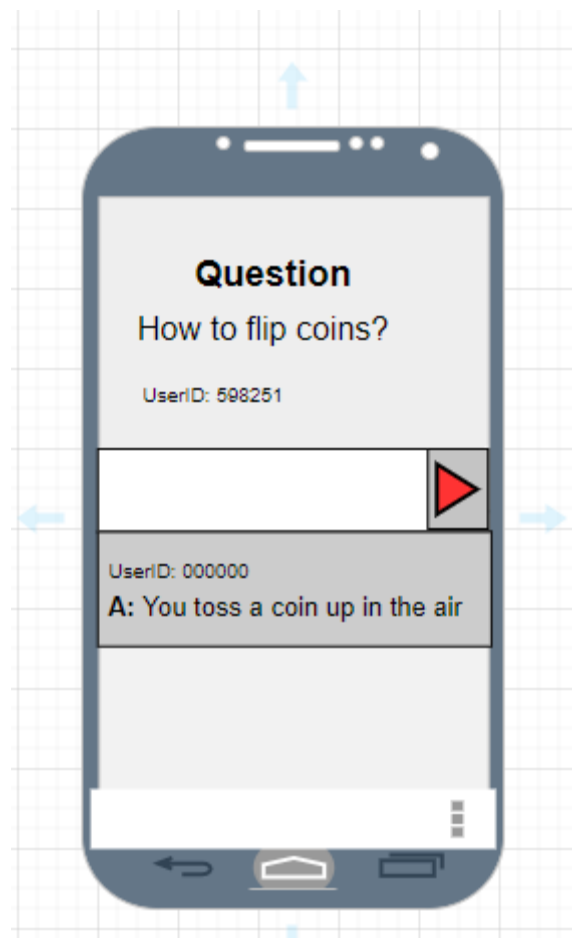 Question
How to flip coins?
UserID: 598251
UserID: 000000
A: You toss a coin up in the air